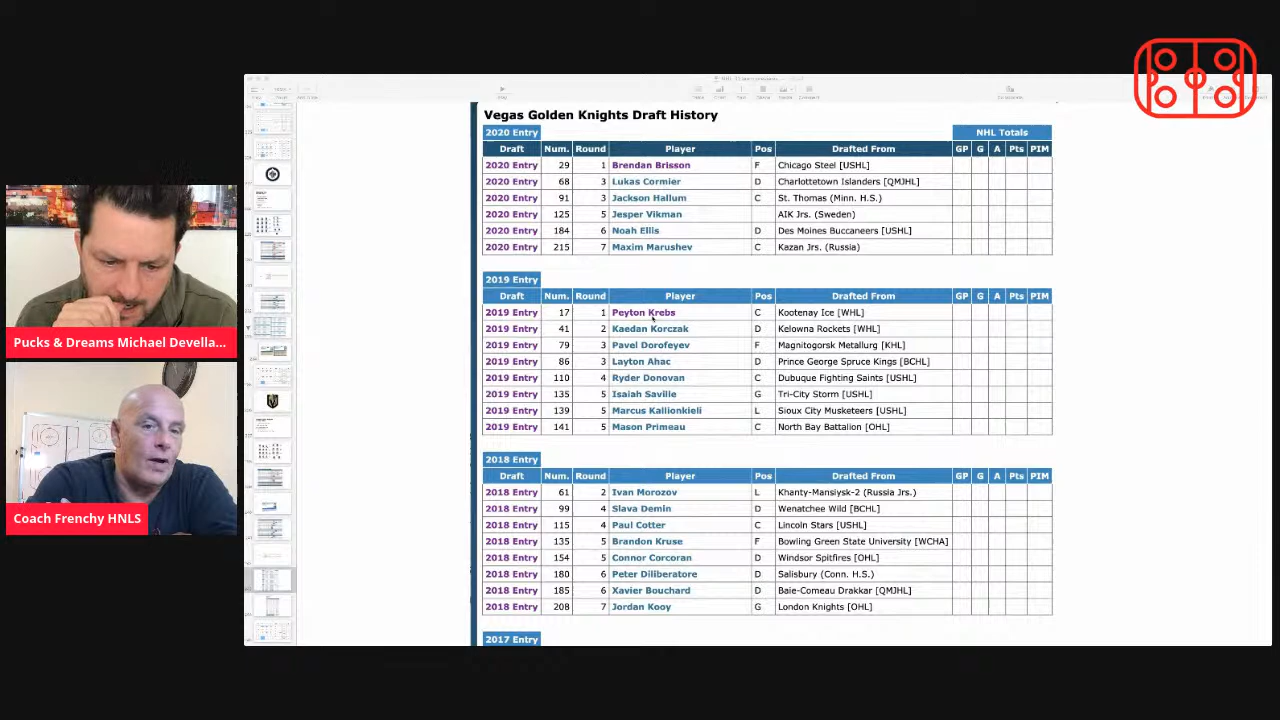 Vegas Golden Knights Draft History
2020 Entry NHL Totals
Draft Num. Round Player Pos Drafted From GP G A Pts PIM
2020 Entry 29 1 Brendan Brisson F Chicago Steel [USHL]
2020 Entry 68 3 Lukas Cormier D Charlottetown Islanders [QMJHL]
2020 Entry 91 3 Jackson Hallum C St. Thomas (Minn. H.S.)
2020 Entry 125 5 Jesper Vikman AIK Jrs. (Sweden)
2020 Entry 184 6 Noah Ellis D Des Moines Buccaneers [USHL]
2020 Entry 215 7 Maxim Marushev C Kazan Jrs. (Russia)
2019 Entry
Draft Num. Round Player Pos Drafted From GP G A Pts PIM
2019 Entry 17 1 Peyton Krebs C Kootenay Ice [WHL]
2019 Entry 41 2 Kaedan Korczak D Kelowna Rockets [WHL]
2019 Entry 79 3 Pavel Dorofeyev F Magnitogorsk Metallurg [KHL]
2019 Entry 86 3 Layton Ahac D Prince George Spruce Kings [BCHL]
2019 Entry 110 4 Ryder Donovan C Dubuque Fighting Saints [USHL]
2019 Entry 135 5 Isaiah Saville G Tri-City Storm [USHL]
2019 Entry 139 5 Marcus Kallionkieli L Sioux City Musketeers [USHL]
2019 Entry 141 5 Mason Primeau C North Bay Battalion [OHL]
2018 Entry
Draft Num. Round Player Pos Drafted From GP G A Pts PIM
2018 Entry 61 2 Ivan Morozov L Khanty-Mansiysk-2 (Russia Jrs.)
2018 Entry 99 4 Slava Demin D Wenatchee Wild [BCHL]
2018 Entry 115 4 Paul Cotter C Lincoln Stars [USHL]
2018 Entry 135 5 Brandon Kruse F Bowling Green State University [WCHA]
2018 Entry 154 5 Connor Corcoran D Windsor Spitfires [OHL]
2018 Entry 180 6 Peter Diliberatore D Salisbury (Conn. H.S.)
2018 Entry 185 6 Xavier Bouchard D Baie-Comeau Drakkar [QMJHL]
2018 Entry 208 7 Jordan Kooy G London Knights [OHL]
2017 Entry
Pucks & Dreams Michael Devella...
Coach Frenchy HNLS